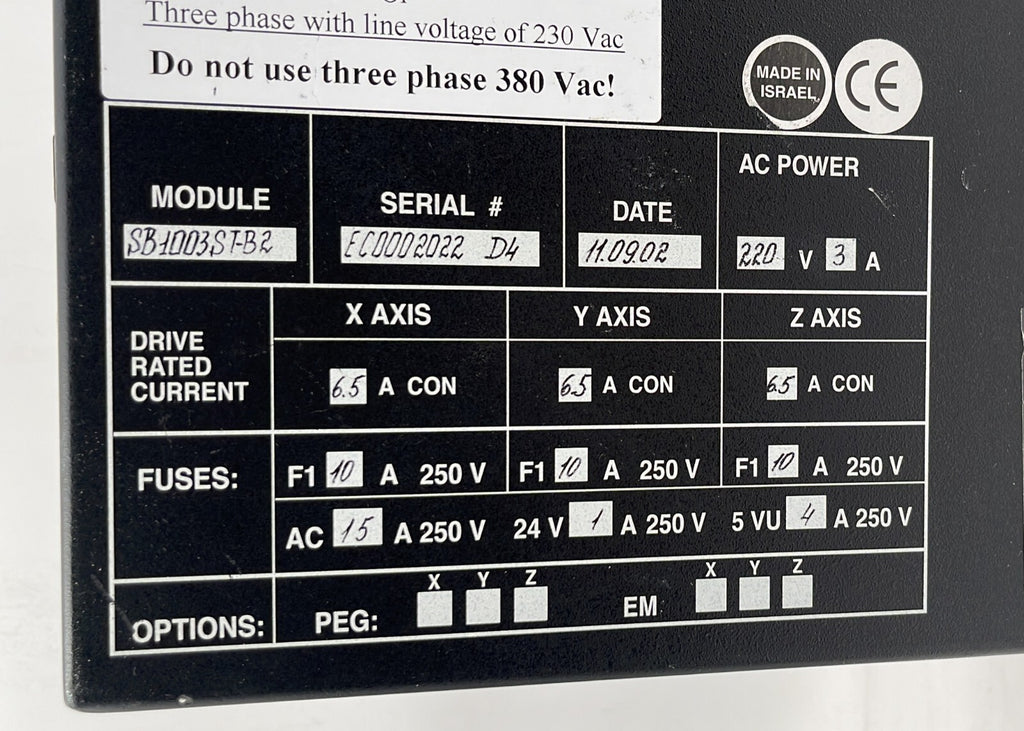 Three phase with line voltage of 230 Vac
Do not use three phase 380 Vac!
MADE IN
ISRAEL
CE
MODULE SERIAL # DATE AC POWER
SB1003ST-B2 EC0002022 D4 11.09.02 220 V 3 A
X AXIS Y AXIS Z AXIS
DRIVE
RATED
CURRENT
6.5 A CON 6.5 A CON 6.5 A CON
FUSES: F1 10 A 250 V F1 10 A 250 V F1 10 A 250 V
AC 15 A 250 V 24 V 1 A 250 V 5 VU 4 A 250 V
X Y Z X Y Z
OPTIONS: PEG: EM